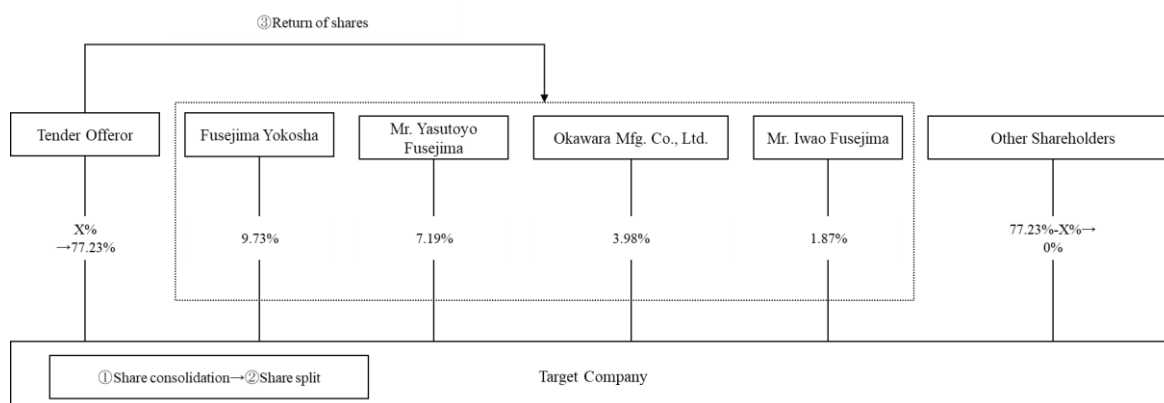 ③Return of shares
Tender Offeror
Fusejima Yokosha
Mr. Yasutoyo
Fusejima
Okawara Mfg. Co., Ltd.
Mr. Iwao Fusejima
Other Shareholders
X%
→77.23%
9.73%
7.19%
3.98%
1.87%
77.23%-X%→
0%
①Share consolidation→②Share split
Target Company